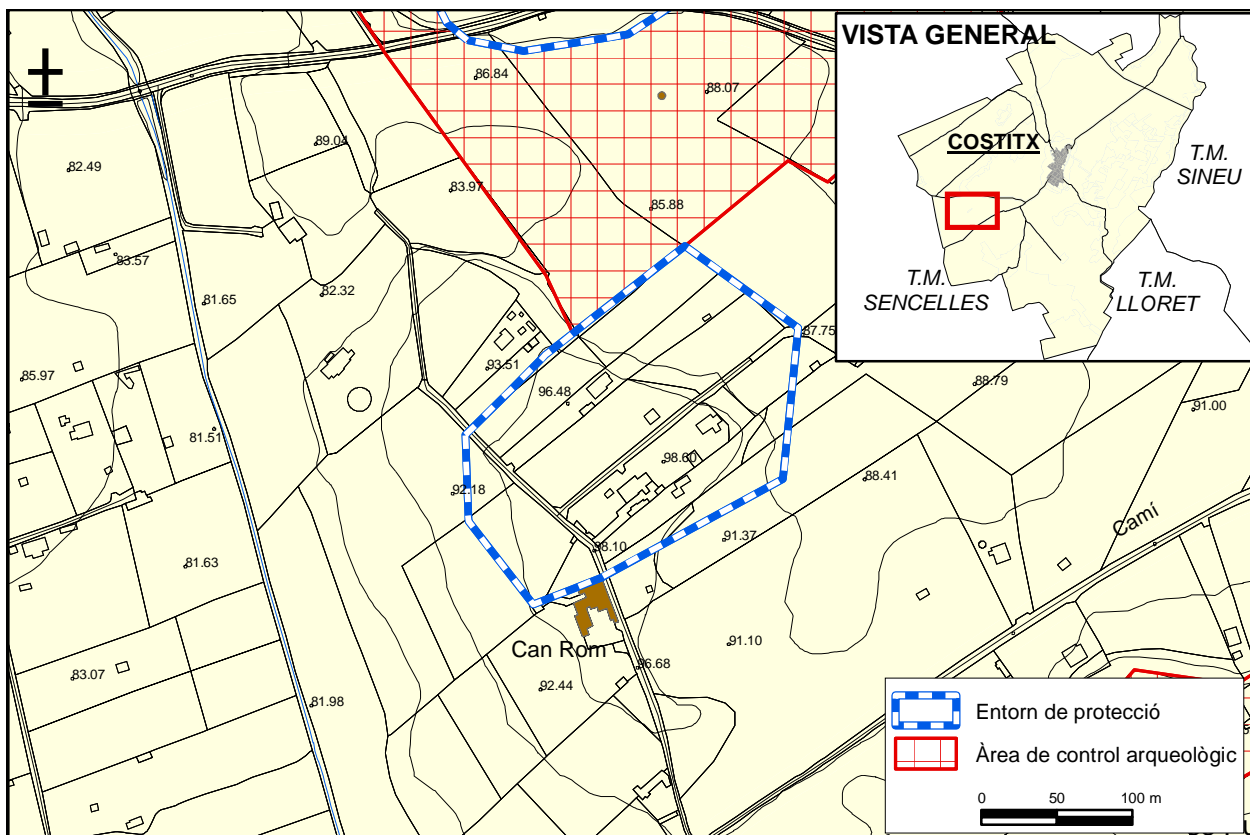 VISTA GENERAL
COSTITX
T.M.
SINEU
T.M.
SENCELLES
T.M.
LLORET
86.84
88.07
89.04
82.49
83.97
85.88
83.57
81.65
82.32
87.75
93.51
96.48
85.97
88.79
91.00
81.51
98.60
88.41
92.18
91.37
98.10
Camí
81.63
Can Rom
91.10
96.68
83.07
92.44
81.98
Entorn de protecció
Àrea de control arqueològic
0 50 100 m